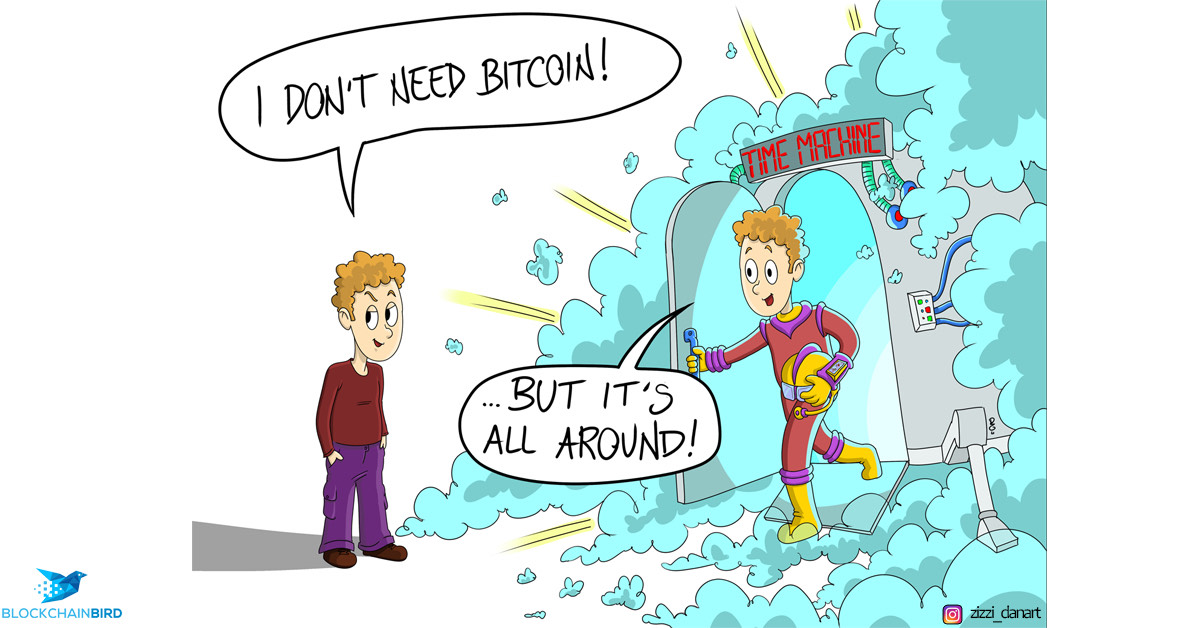 I DON'T NEED BITCOIN!
TIME MACHINE
...BUT IT'S
ALL AROUND!
BLOCKCHAINBIRD
zizzi_danart